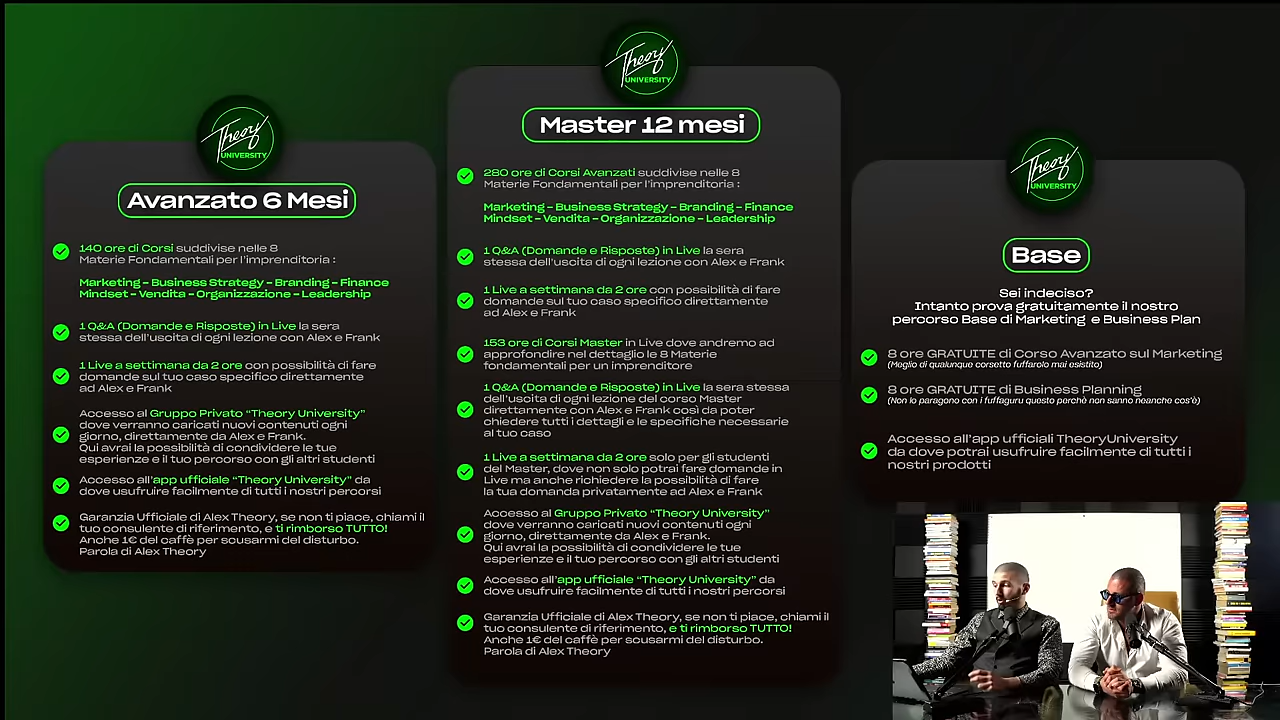 Theory
UNIVERSITY
Avanzato 6 Mesi
140 ore di Corsi suddivise nelle 8
Materie Fondamentali per l'imprenditoria :
Marketing - Business Strategy - Branding - Finance
Mindset - Vendita - Organizzazione - Leadership
1 Q&A (Domande e Risposte) in Live la sera
stessa dell'uscita di ogni lezione con Alex e Frank
1 Live a settimana da 2 ore con possibilità di fare
domande sul tuo caso specifico direttamente
ad Alex e Frank
Accesso al Gruppo Privato "Theory University"
dove verranno caricati nuovi contenuti ogni
giorno, direttamente da Alex e Frank.
Qui avrai la possibilità di condividere le tue
esperienze e il tuo percorso con gli altri studenti
Accesso all'app ufficiale "Theory University" da
dove usufruire facilmente di tutti i nostri percorsi
Garanzia Ufficiale di Alex Theory, se non ti piace, chiami il
tuo consulente di riferimento, e ti rimborso TUTTO!
Anche 1€ del caffè per scusarmi del disturbo.
Parola di Alex Theory
Theory
UNIVERSITY
Master 12 mesi
280 ore di Corsi Avanzati suddivise nelle 8
Materie Fondamentali per l'imprenditoria :
Marketing - Business Strategy - Branding - Finance
Mindset - Vendita - Organizzazione - Leadership
1 Q&A (Domande e Risposte) in Live la sera
stessa dell'uscita di ogni lezione con Alex e Frank
1 Live a settimana da 2 ore con possibilità di fare
domande sul tuo caso specifico direttamente
ad Alex e Frank
153 ore di Corsi Master in Live dove andremo ad
approfondire nel dettaglio le 8 Materie
fondamentali per un imprenditore
1 Q&A (Domande e Risposte) in Live la sera stessa
dell'uscita di ogni lezione del corso Master
direttamente con Alex e Frank così da poter
chiedere tutti i dettagli e le specifiche necessarie
al tuo caso
1 Live a settimana da 2 ore solo per gli studenti
del Master, dove non solo potrai fare domande in
Live ma anche richiedere la possibilità di fare
la tua domanda privatamente ad Alex e Frank
Accesso al Gruppo Privato "Theory University"
dove verranno caricati nuovi contenuti ogni
giorno, direttamente da Alex e Frank.
Qui avrai la possibilità di condividere le tue
esperienze e il tuo percorso con gli altri studenti
Accesso all'app ufficiale "Theory University" da
dove usufruire facilmente di tutti i nostri percorsi
Garanzia Ufficiale di Alex Theory, se non ti piace, chiami il
tuo consulente di riferimento, e ti rimborso TUTTO!
Anche 1€ del caffè per scusarmi del disturbo.
Parola di Alex Theory
Theory
UNIVERSITY
Base
Sei indeciso?
Intanto prova gratuitamente il nostro
percorso Base di Marketing e Business Plan
8 ore GRATUITE di Corso Avanzato sul Marketing
(Meglio di qualunque corsetto fuffarolo mai esistito)
8 ore GRATUITE di Business Planning
(Non lo paragono con i fuffaguru questo perchè non sanno neanche cos'è)
Accesso all'app ufficiali TheoryUniversity
da dove potrai usufruire facilmente di tutti i
nostri prodotti